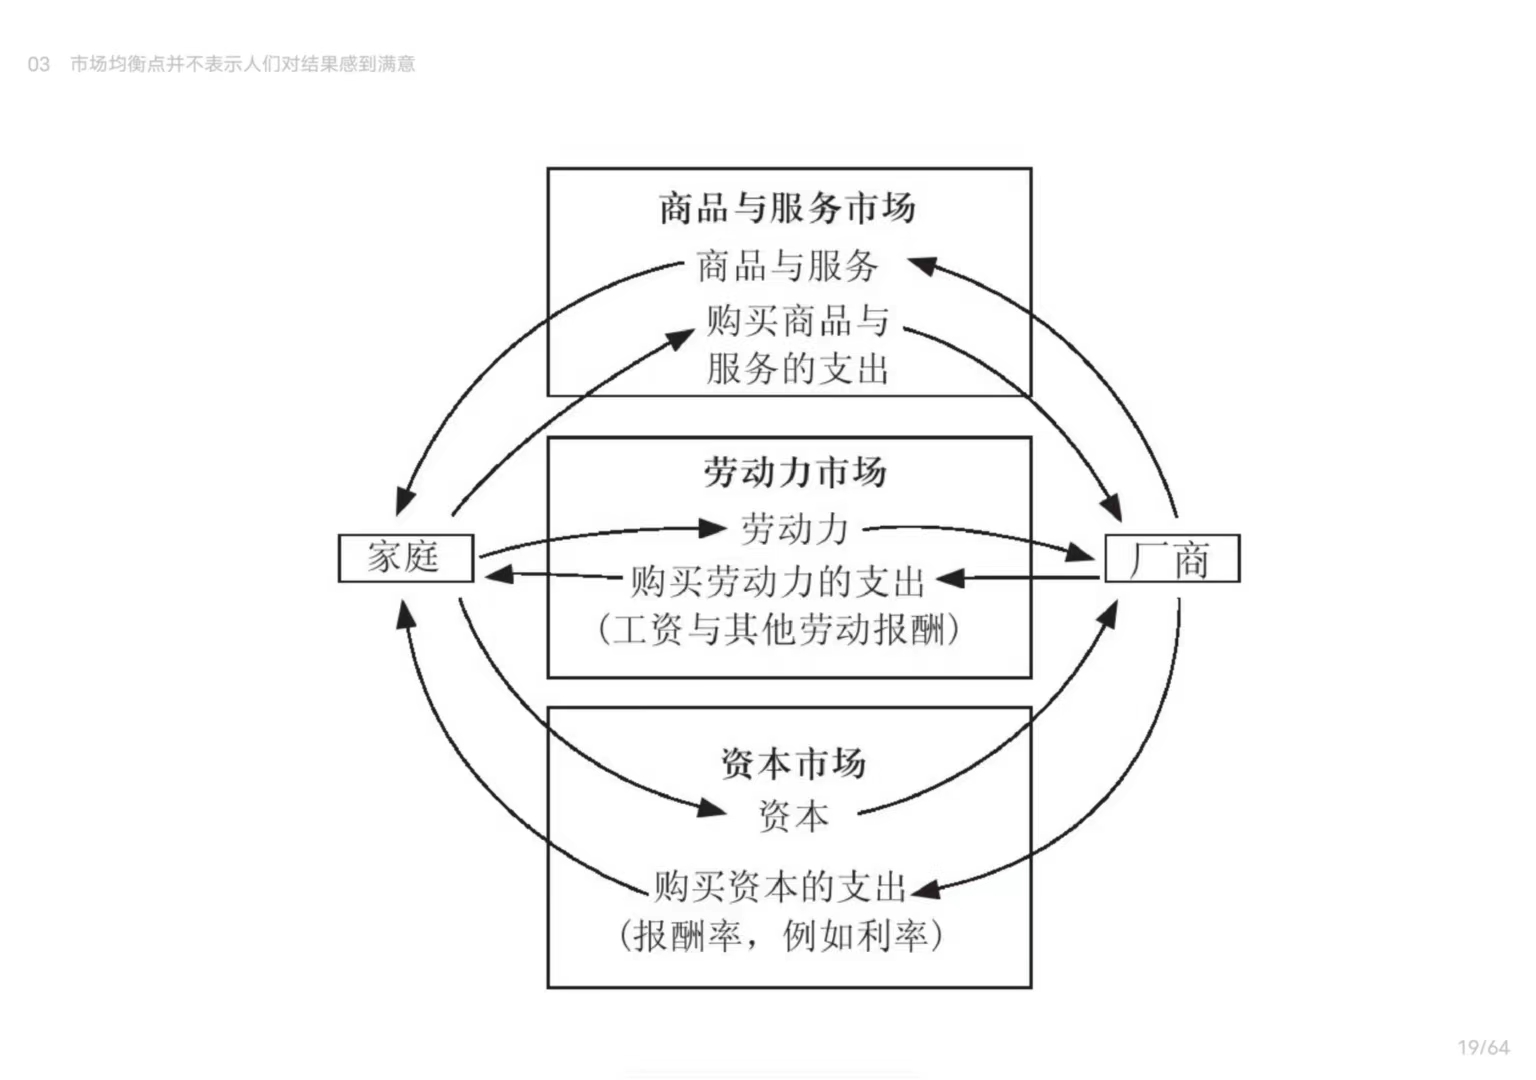 03 市场均衡点并不表示人们对结果感到满意
商品与服务市场
商品与服务
购买商品与
服务的支出
劳动力市场
家庭
劳动力
厂商
购买劳动力的支出
(工资与其他劳动报酬)
资本市场
资本
购买资本的支出
(报酬率，例如利率)
19/64